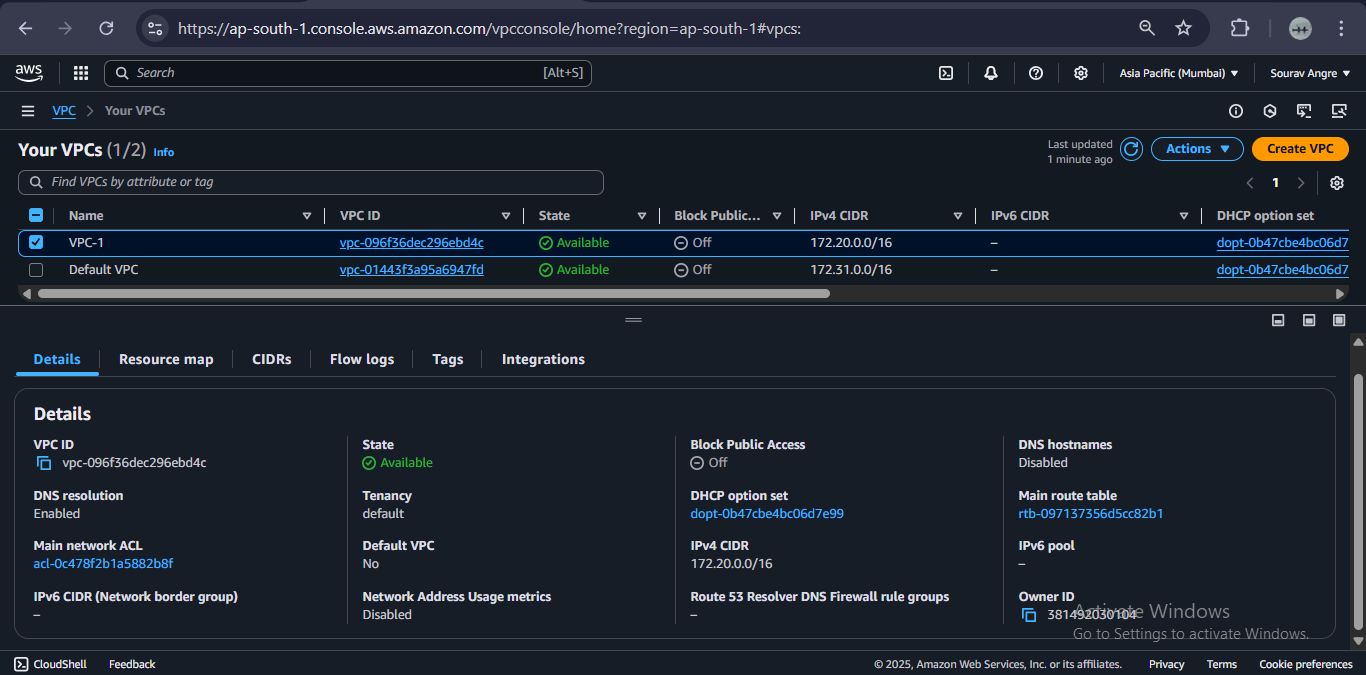 https://ap-south-1.console.aws.amazon.com/vpcconsole/home?region=ap-south-1#vpcs:
aws Search [Alt+S] Asia Pacific (Mumbai) Sourav Angre
VPC Your VPCs
Your VPCs (1/2) Info Last updated 1 minute ago Actions Create VPC
Find VPCs by attribute or tag 1
Name VPC ID State Block Public... IPv4 CIDR IPv6 CIDR DHCP option set
VPC-1 vpc-096f36dec296ebd4c Available Off 172.20.0.0/16 – dopt-0b47cbe4bc06d7
Default VPC vpc-01443f3a95a6947fd Available Off 172.31.0.0/16 – dopt-0b47cbe4bc06d7
Details Resource map CIDRs Flow logs Tags Integrations
Details
VPC ID State Block Public Access DNS hostnames
vpc-096f36dec296ebd4c Available Off Disabled
DNS resolution Tenancy DHCP option set Main route table
Enabled default dopt-0b47cbe4bc06d7e99 rtb-097137356d5cc82b1
Main network ACL Default VPC IPv4 CIDR IPv6 pool
acl-0c478f2b1a5882b8f No 172.20.0.0/16 –
IPv6 CIDR (Network border group) Network Address Usage metrics Route 53 Resolver DNS Firewall rule groups Owner ID
– Disabled – 381492030104
Activate Windows
Go to Settings to activate Windows.
CloudShell Feedback © 2025, Amazon Web Services, Inc. or its affiliates. Privacy Terms Cookie preferences